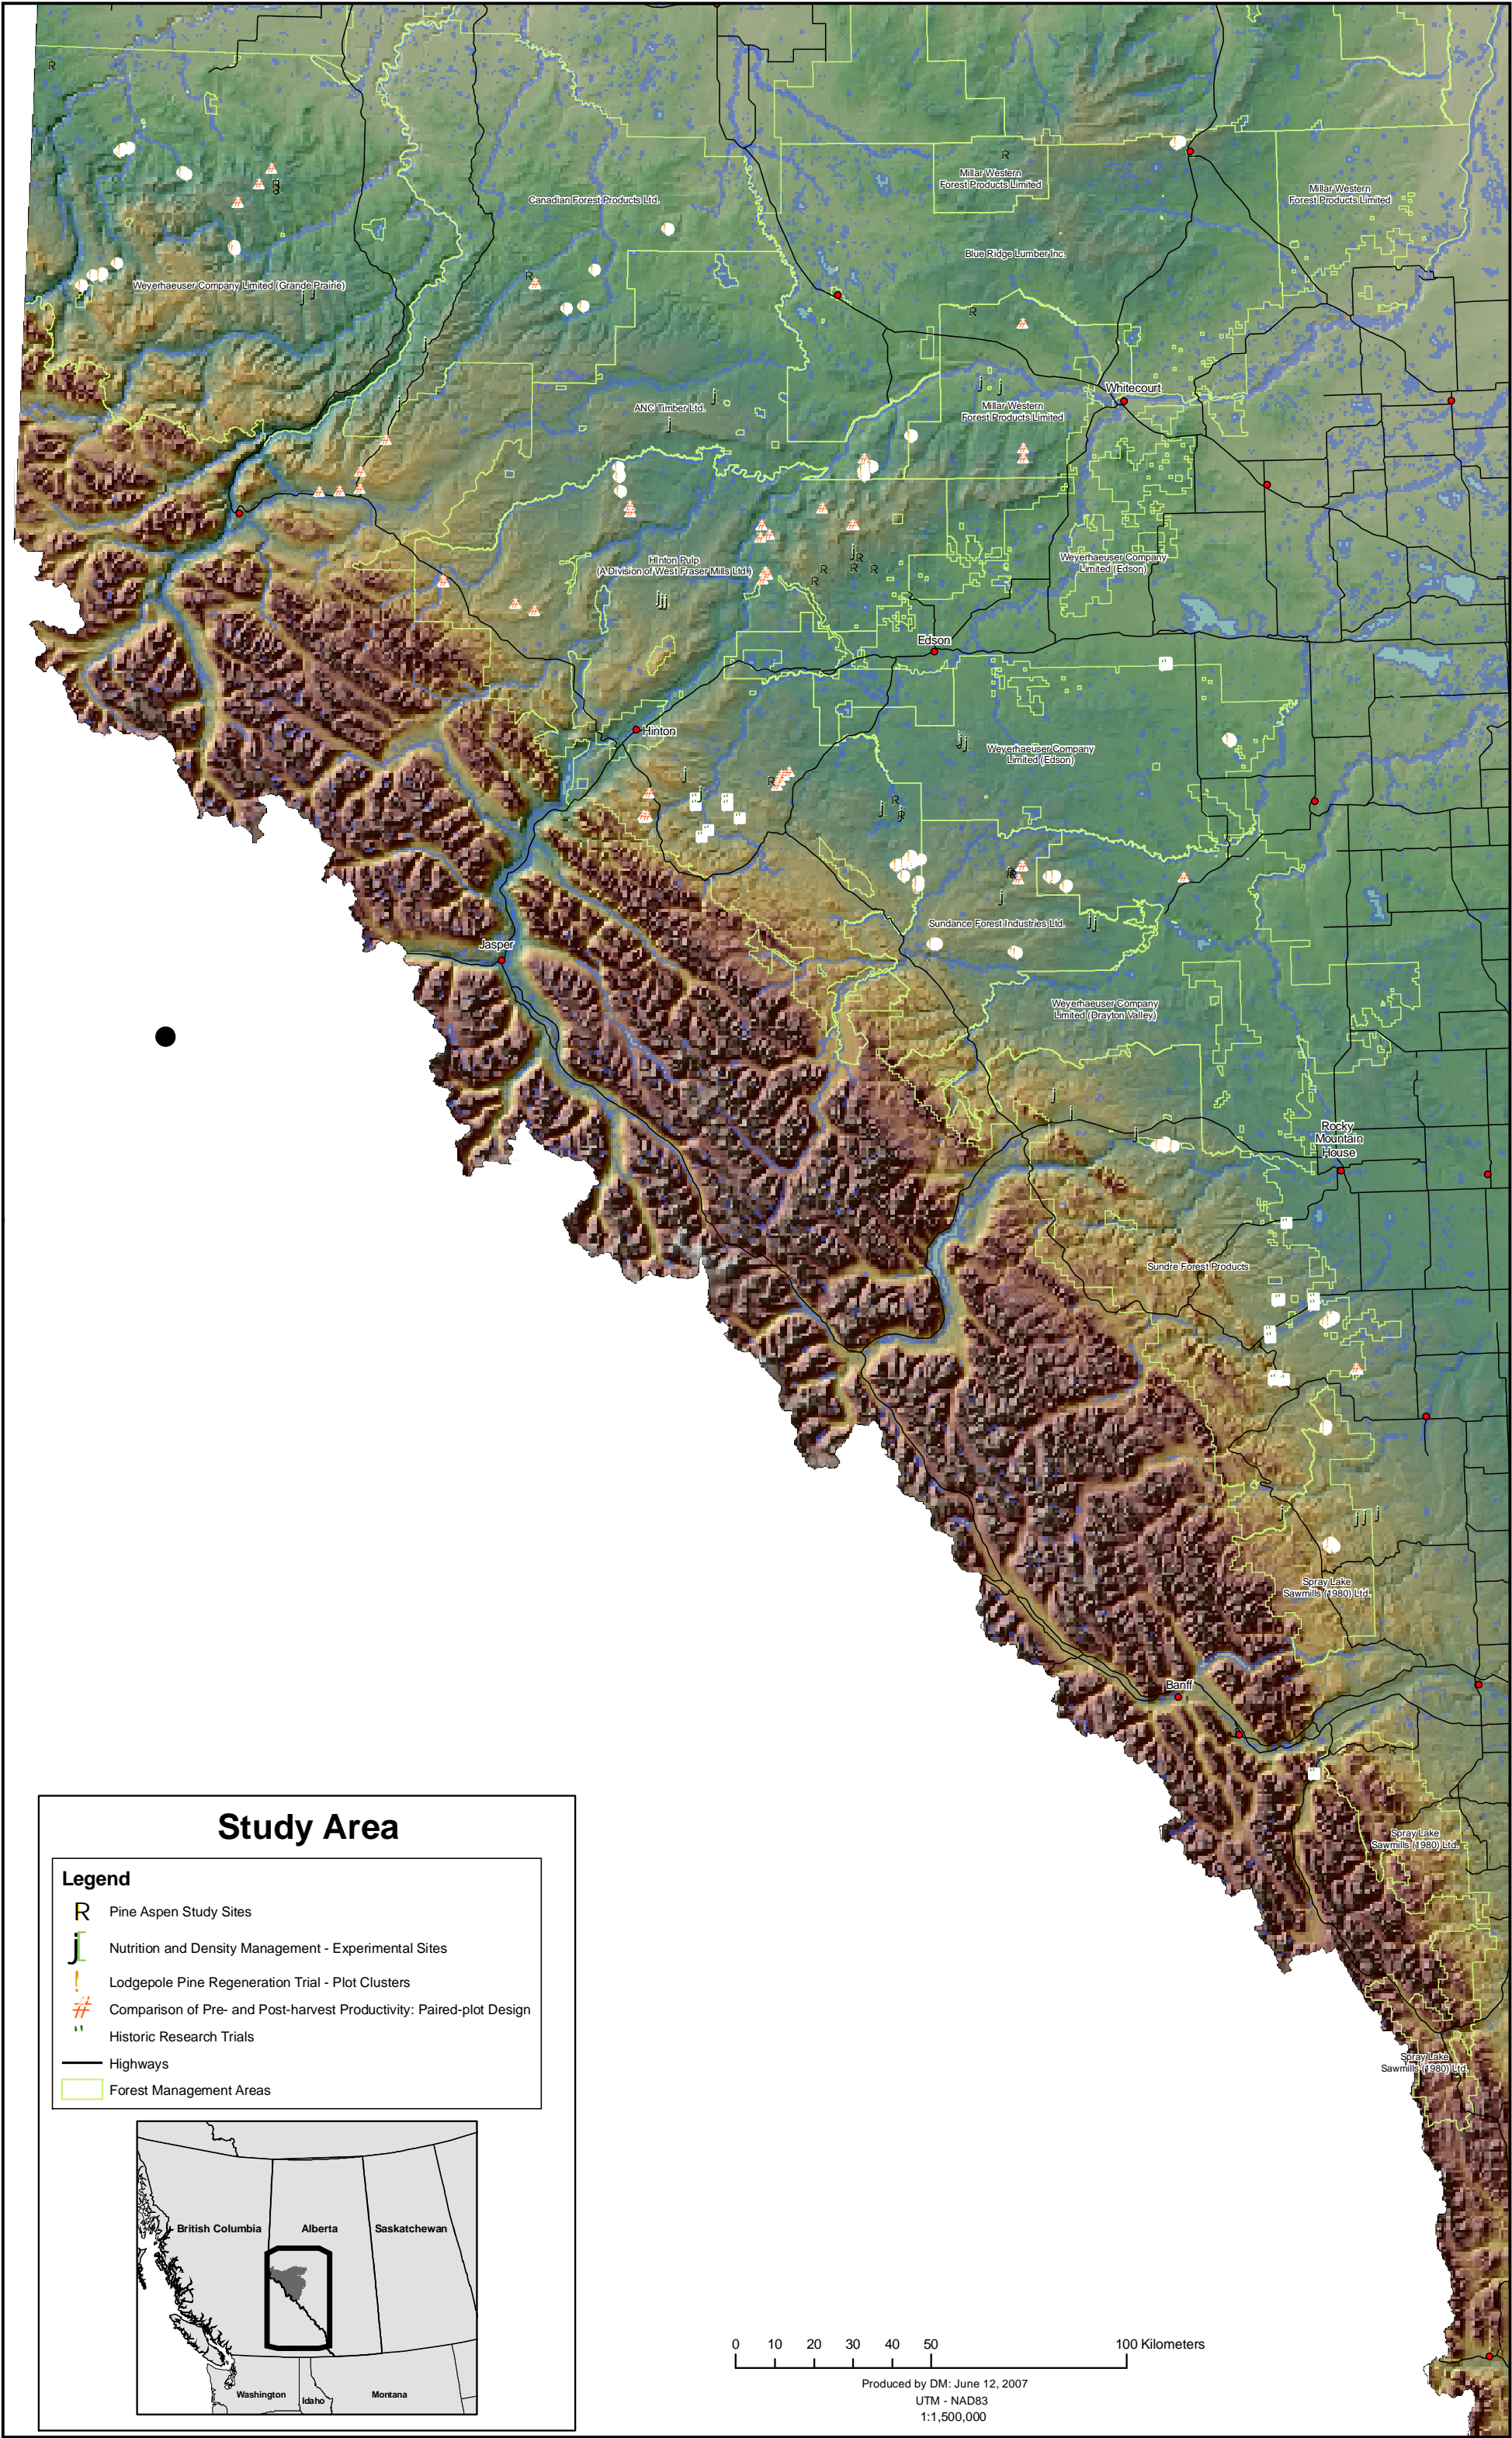 Millar Western
Forest Products Limited
Millar Western
Forest Products Limited
Canadian Forest Products Ltd.
Blue Ridge Lumber Inc.
Weyerhaeuser Company Limited (Grande Prairie)
Whitecourt
ANC Timber Ltd.
Millar Western
Forest Products Limited
Hinton Pulp
(A Division of West Fraser Mills Ltd.)
Weyerhaeuser Company
Limited (Edson)
Edson
Hinton
Weyerhaeuser Company
Limited (Edson)
Sundance Forest Industries Ltd.
Jasper
Weyerhaeuser Company
Limited (Drayton Valley)
Rocky
Mountain
House
Sundre Forest Products
Spray Lake
Sawmills (1980) Ltd.
Banff
Spray Lake
Sawmills (1980) Ltd.
Spray Lake
Sawmills (1980) Ltd.
Study Area
Legend
R Pine Aspen Study Sites
j[ Nutrition and Density Management - Experimental Sites
! Lodgepole Pine Regeneration Trial - Plot Clusters
# Comparison of Pre- and Post-harvest Productivity: Paired-plot Design
" Historic Research Trials
Highways
Forest Management Areas
British Columbia
Alberta
Saskatchewan
Washington
Idaho
Montana
0 10 20 30 40 50 100 Kilometers
Produced by DM: June 12, 2007
UTM - NAD83
1:1,500,000